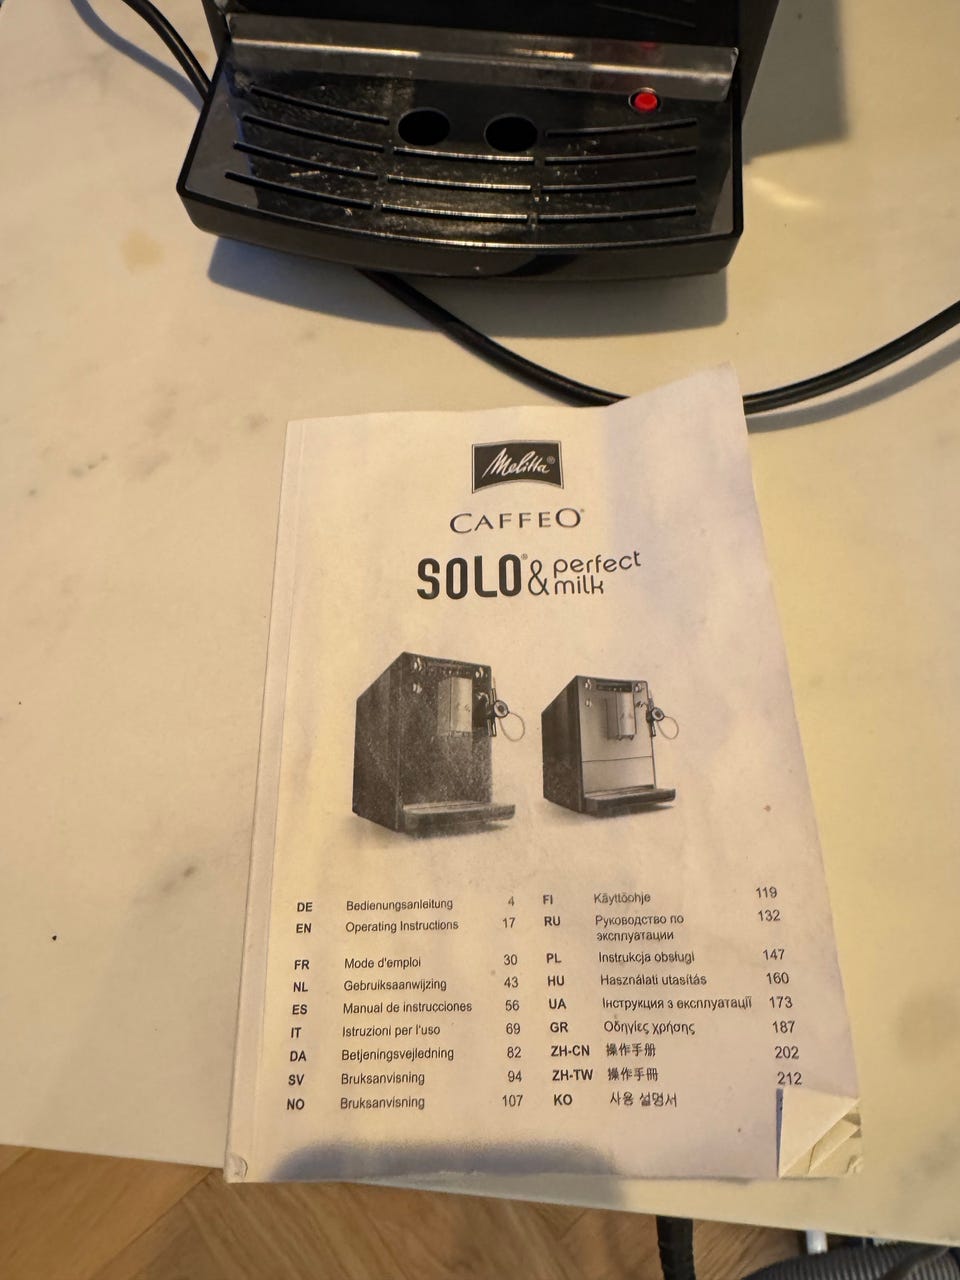 Melitta®
CAFFEO®
SOLO® & perfect milk
DE Bedienungsanleitung 4
EN Operating Instructions 17
FR Mode d'emploi 30
NL Gebruiksaanwijzing 43
ES Manual de instrucciones 56
IT Istruzioni per l'uso 69
DA Betjeningsvejledning 82
SV Bruksanvisning 94
NO Bruksanvisning 107
FI Käyttöohje 119
RU Руководство по
эксплуатации 132
PL Instrukcja obsługi 147
HU Használati utasítás 160
UA Інструкция з експлуатації 173
GR Οδηγίες χρήσης 187
ZH-CN 操作手册 202
ZH-TW 操作手冊 212
KO 사용 설명서